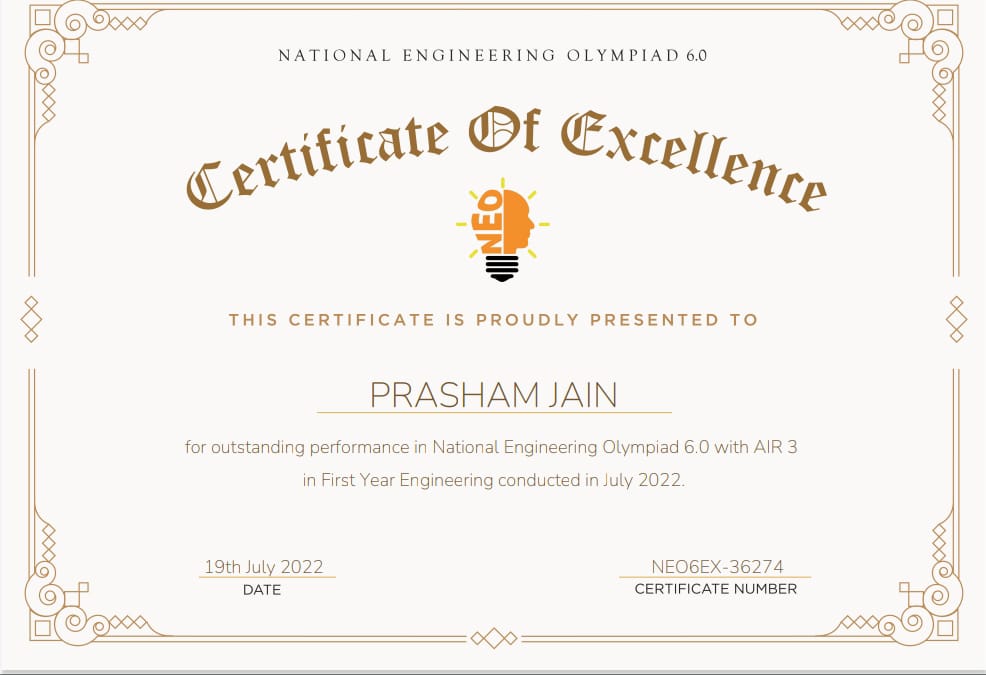 NATIONAL ENGINEERING OLYMPIAD 6.0
Certificate Of Excellence
NEO
THIS CERTIFICATE IS PROUDLY PRESENTED TO
PRASHAM JAIN
for outstanding performance in National Engineering Olympiad 6.0 with AIR 3
in First Year Engineering conducted in July 2022.
19th July 2022 NEO6EX-36274
DATE CERTIFICATE NUMBER